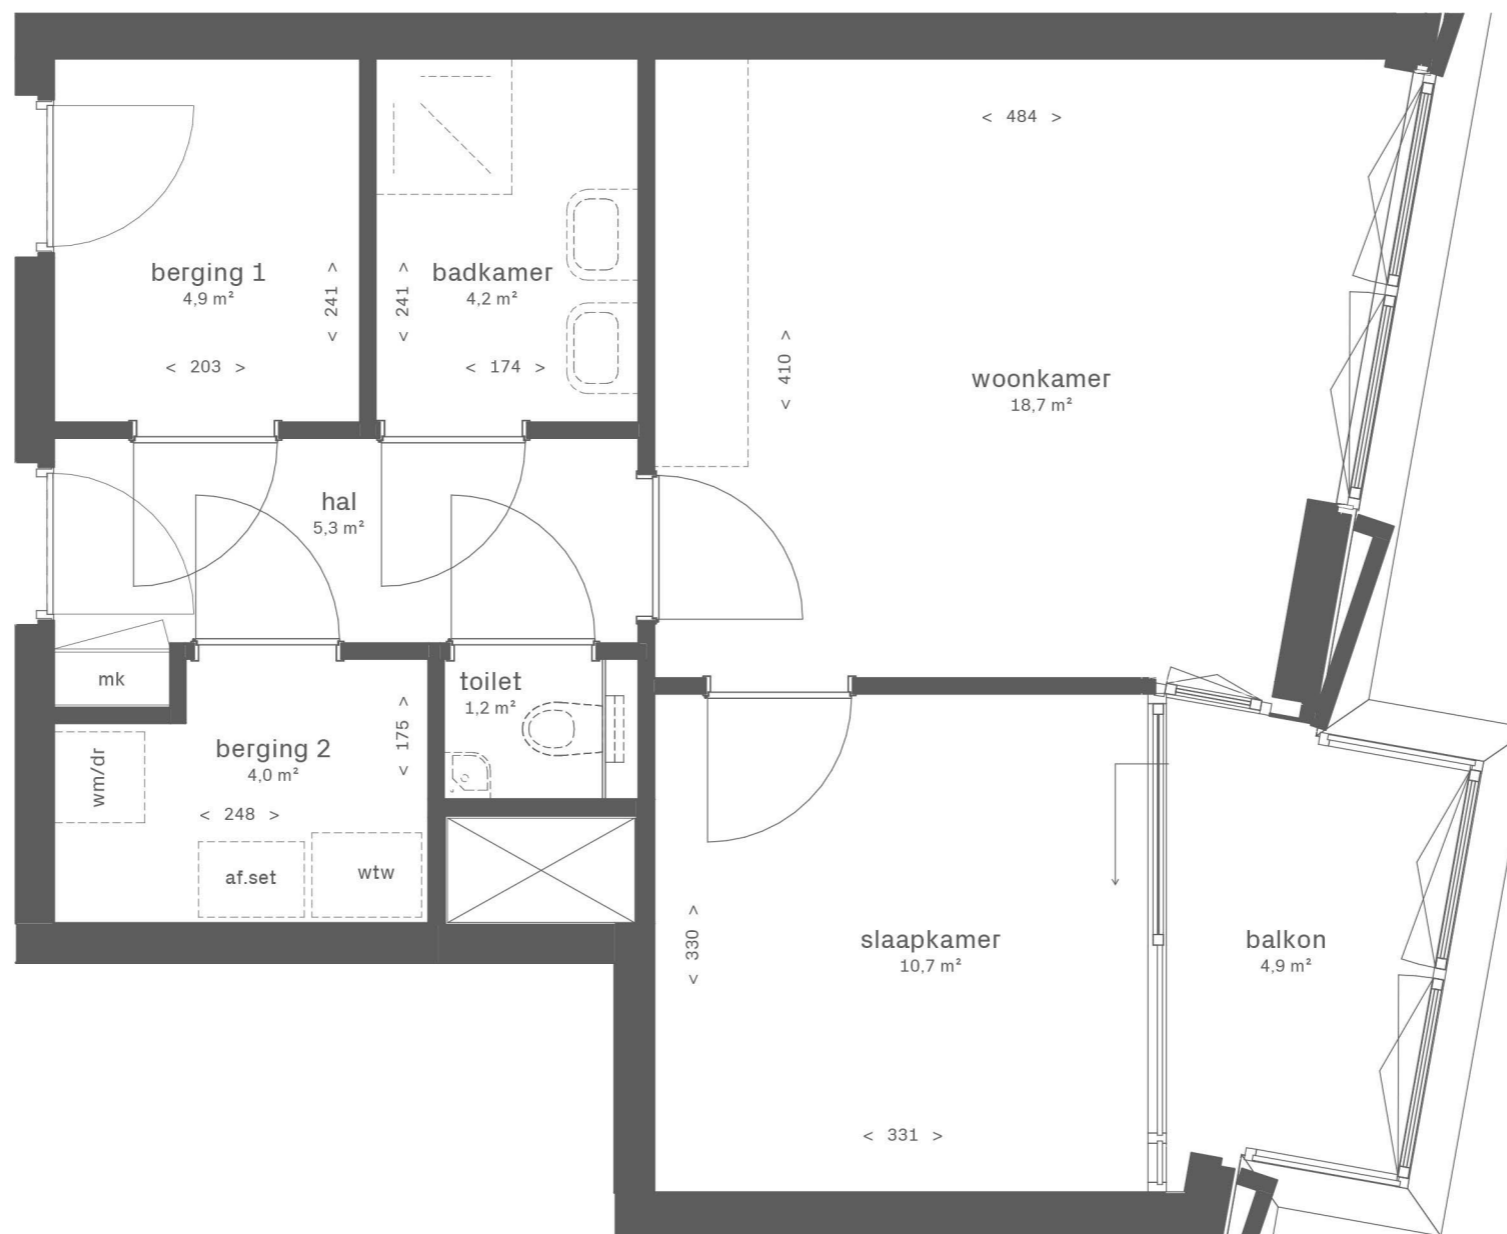 < 484 >
berging 1
4,9 m²
< 241 >
< 203 >
< 241 >
badkamer
4,2 m²
< 174 >
< 410 >
woonkamer
18,7 m²
hal
5,3 m²
mk
toilet
1,2 m²
wm/dr
berging 2
4,0 m²
< 175 >
< 248 >
af.set
wtw
< 330 >
slaapkamer
10,7 m²
balkon
4,9 m²
< 331 >